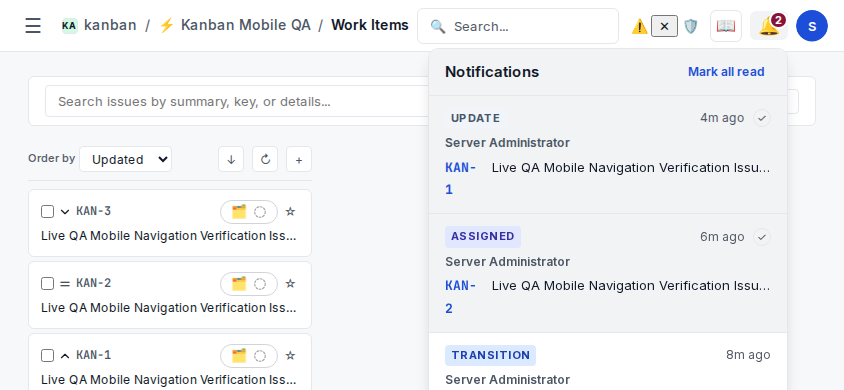 KA kanban / ⚡ Kanban Mobile QA / Work Items
Search...
2
S
Notifications
Mark all read
Search issues by summary, key, or details...
UPDATE
4m ago
Server Administrator
KAN-1
Live QA Mobile Navigation Verification Issu...
ASSIGNED
6m ago
Server Administrator
KAN-2
Live QA Mobile Navigation Verification Issu...
TRANSITION
8m ago
Server Administrator
Order by
Updated
KAN-3
Live QA Mobile Navigation Verification Iss...
KAN-2
Live QA Mobile Navigation Verification Iss...
KAN-1
Live QA Mobile Navigation Verification Iss...